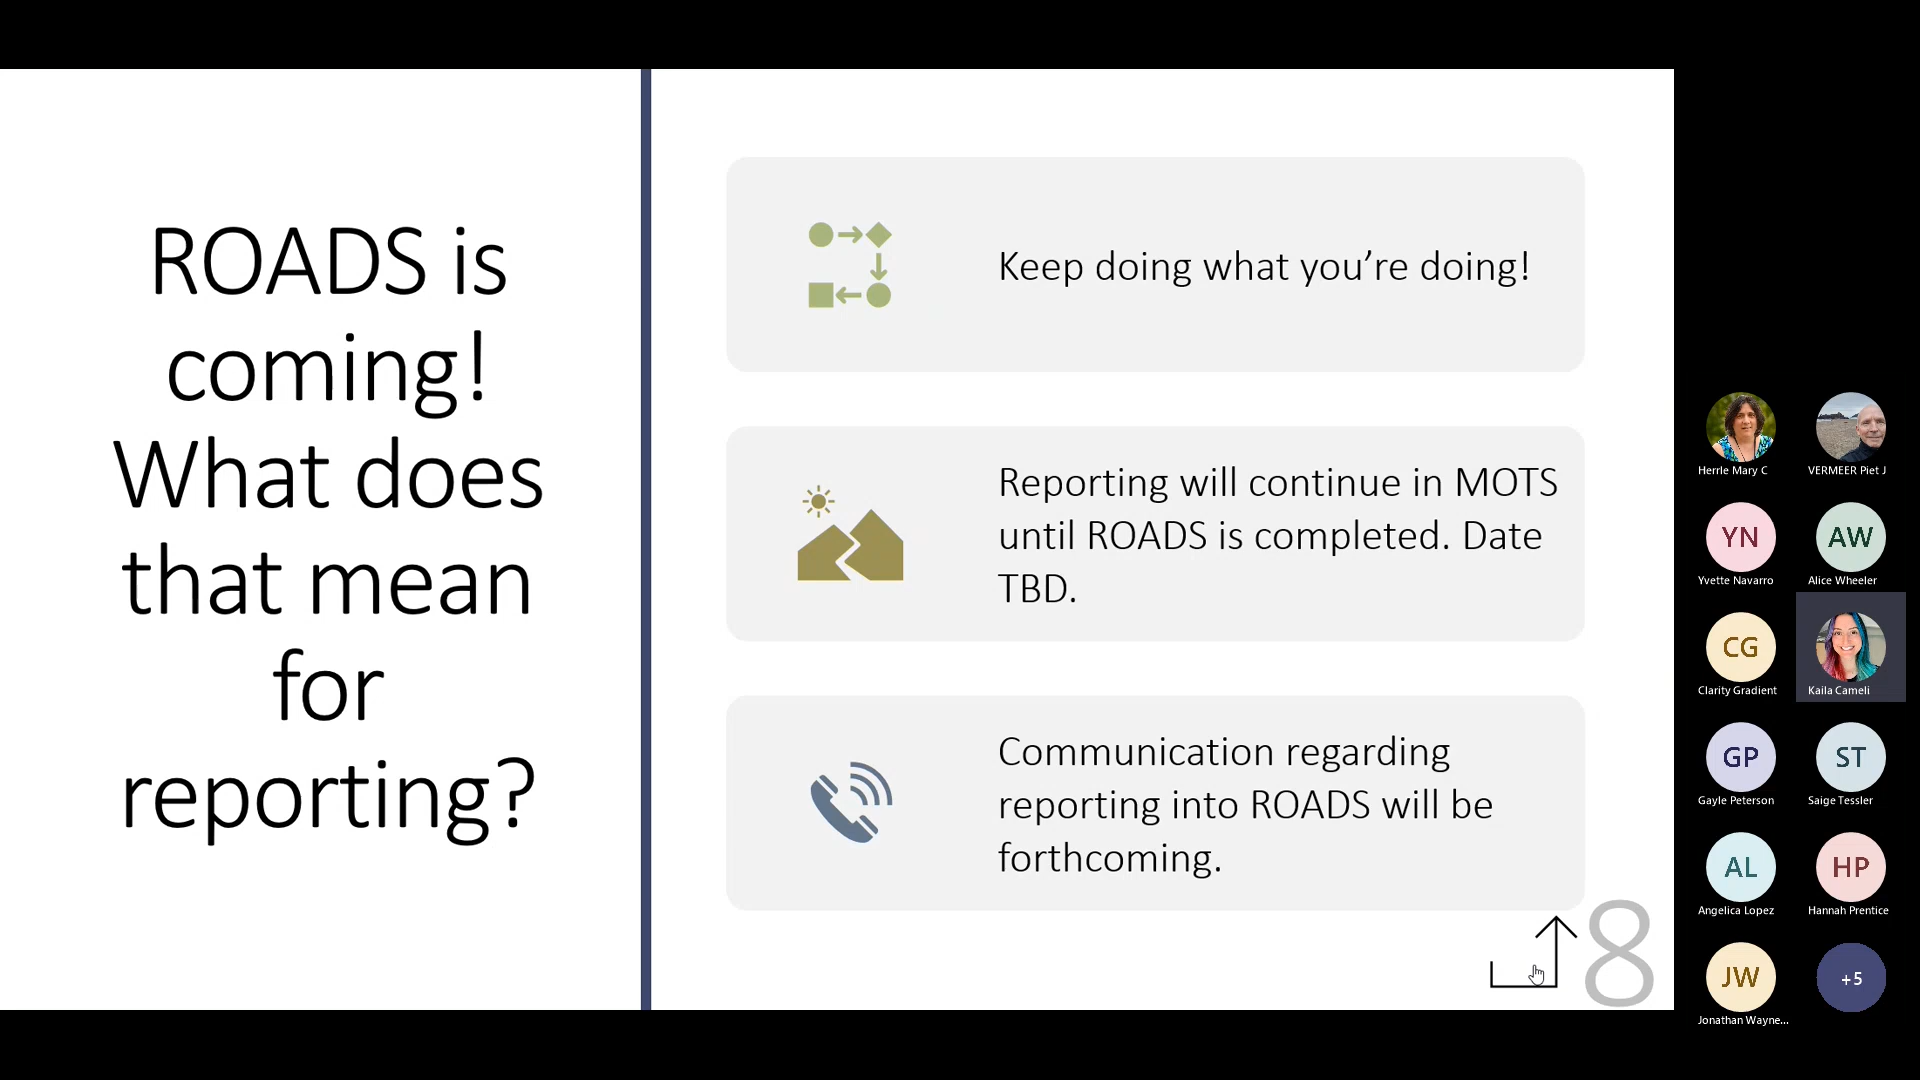 ROADS is
coming!
What does
that mean
for
reporting?
Keep doing what you’re doing!
Reporting will continue in MOTS
until ROADS is completed. Date
TBD.
Communication regarding
reporting into ROADS will be
forthcoming.
8
Herrle Mary C
VERMEER Piet J
YN
Yvette Navarro
AW
Alice Wheeler
CG
Clarity Gradient
Kaila Cameli
GP
Gayle Peterson
ST
Saige Tessler
AL
Angelica Lopez
HP
Hannah Prentice
JW
Jonathan Wayne...
+5